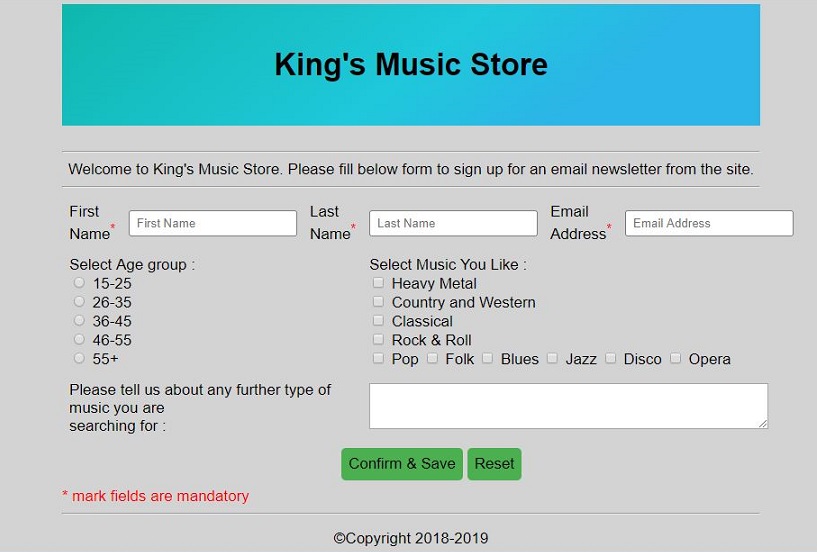 King's Music Store
Welcome to King's Music Store. Please fill below form to sign up for an email newsletter from the site.
First Name* First Name Last Name* Last Name Email Address* Email Address
Select Age group :
15-25
26-35
36-45
46-55
55+
Select Music You Like :
Heavy Metal
Country and Western
Classical
Rock & Roll
Pop Folk Blues Jazz Disco Opera
Please tell us about any further type of
music you are
searching for :
Confirm & Save Reset
* mark fields are mandatory
©Copyright 2018-2019